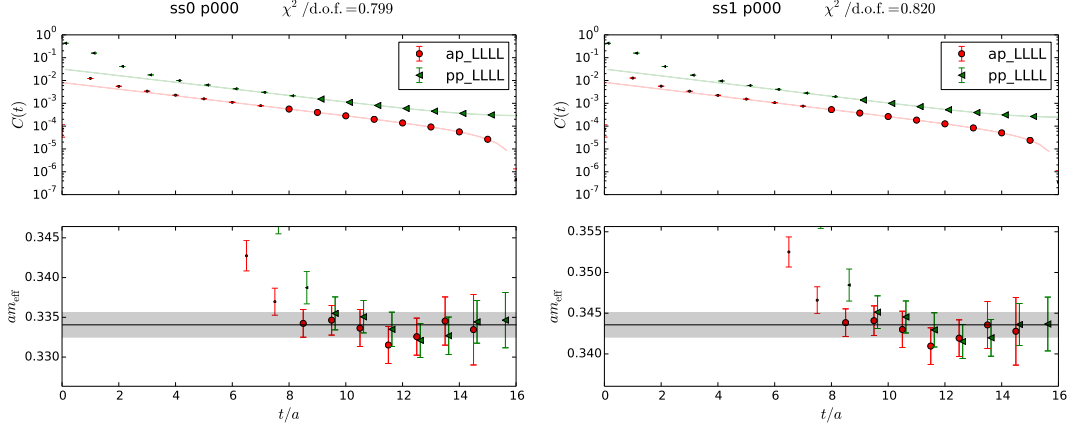 ss0 p000 χ² /d.o.f.=0.799
10⁰
10⁻¹
10⁻²
10⁻³
10⁻⁴
10⁻⁵
10⁻⁶
10⁻⁷
C(t)
ap_LLLL
pp_LLLL
0.345
0.340
0.335
0.330
am_eff
0 2 4 6 8 10 12 14 16
t/a
ss1 p000 χ² /d.o.f.=0.820
10⁰
10⁻¹
10⁻²
10⁻³
10⁻⁴
10⁻⁵
10⁻⁶
10⁻⁷
C(t)
ap_LLLL
pp_LLLL
0.355
0.350
0.345
0.340
am_eff
0 2 4 6 8 10 12 14 16
t/a